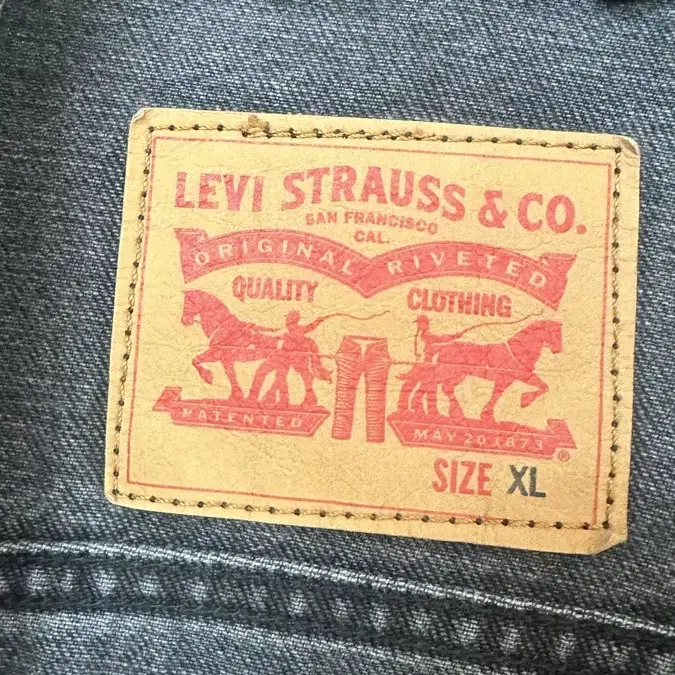 LEVI STRAUSS & CO.
SAN FRANCISCO
CAL.
ORIGINAL RIVETED
QUALITY CLOTHING
PATENTED MAY 20 1873
®
SIZE XL